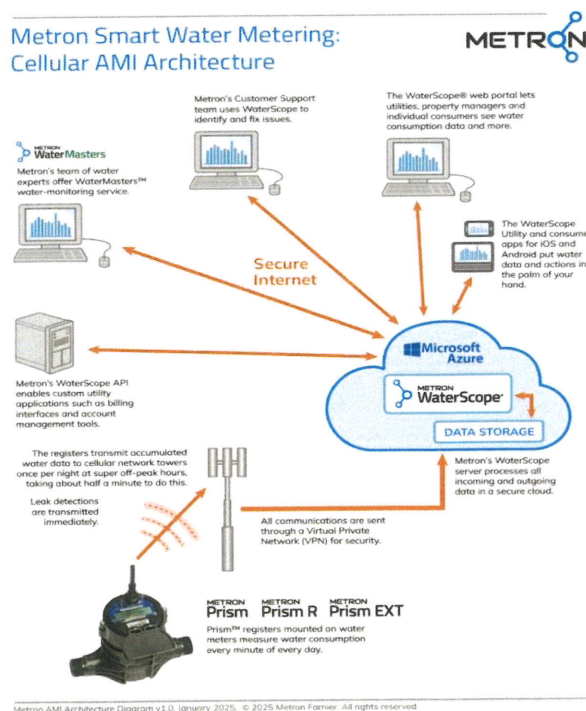 Metron Smart Water Metering:
Cellular AMI Architecture
METRON
Metron's Customer Support
team uses WaterScope to
identify and fix issues.
The WaterScope® web portal lets
utilities, property managers and
individual consumers see water
consumption data and more.
METRON
WaterMasters
Metron's team of water
experts offer WaterMasters™
water-monitoring service.
The WaterScope
Utility and consume
apps for iOS and
Android put water
data and actions in
the palm of your
hand.
Secure
Internet
Microsoft
Azure
METRON
WaterScope®
DATA STORAGE
Metron's WaterScope API
enables custom utility
applications such as billing
interfaces and account
management tools.
The registers transmit accumulated
water data to cellular network towers
once per night at super off-peak hours,
taking about half a minute to do this.
Leak detections
are transmitted
immediately.
Metron's WaterScope
server processes all
incoming and outgoing
data in a secure cloud.
All communications are sent
through a Virtual Private
Network (VPN) for security.
METRON METRON METRON
Prism Prism R Prism EXT
Prism™ registers mounted on water
meters measure water consumption
every minute of every day.
Metron AMI Architecture Diagram v1.0, January 2025. © 2025 Metron Farnier. All rights reserved.